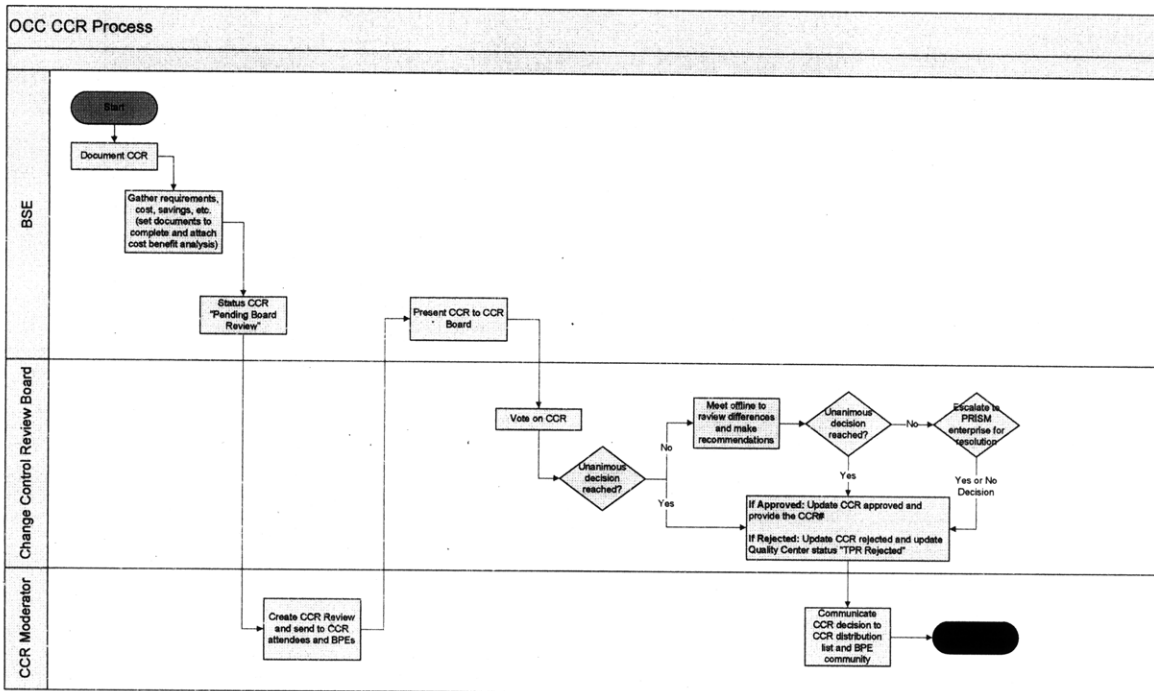 OCC CCR Process
BSE
Start
Document CCR
Gather requirements,
cost, savings, etc.
(set documents to
complete and attach
cost benefit analysis)
Status CCR
"Pending Board
Review"
Present CCR to CCR
Board
Change Control Review Board
Vote on CCR
Unanimous
decision
reached?
No
Yes
Meet offline to
review differences
and make
recommendations
Unanimous
decision
reached?
No
Yes
Escalate to
PRISM
enterprise for
resolution
Yes or No
Decision
If Approved: Update CCR approved and
provide the CCR#
If Rejected: Update CCR rejected and update
Quality Center status "TPR Rejected"
CCR Moderator
Create CCR Review
and send to CCR
attendees and BPEs
Communicate
CCR decision to
CCR distribution
list and BPE
community